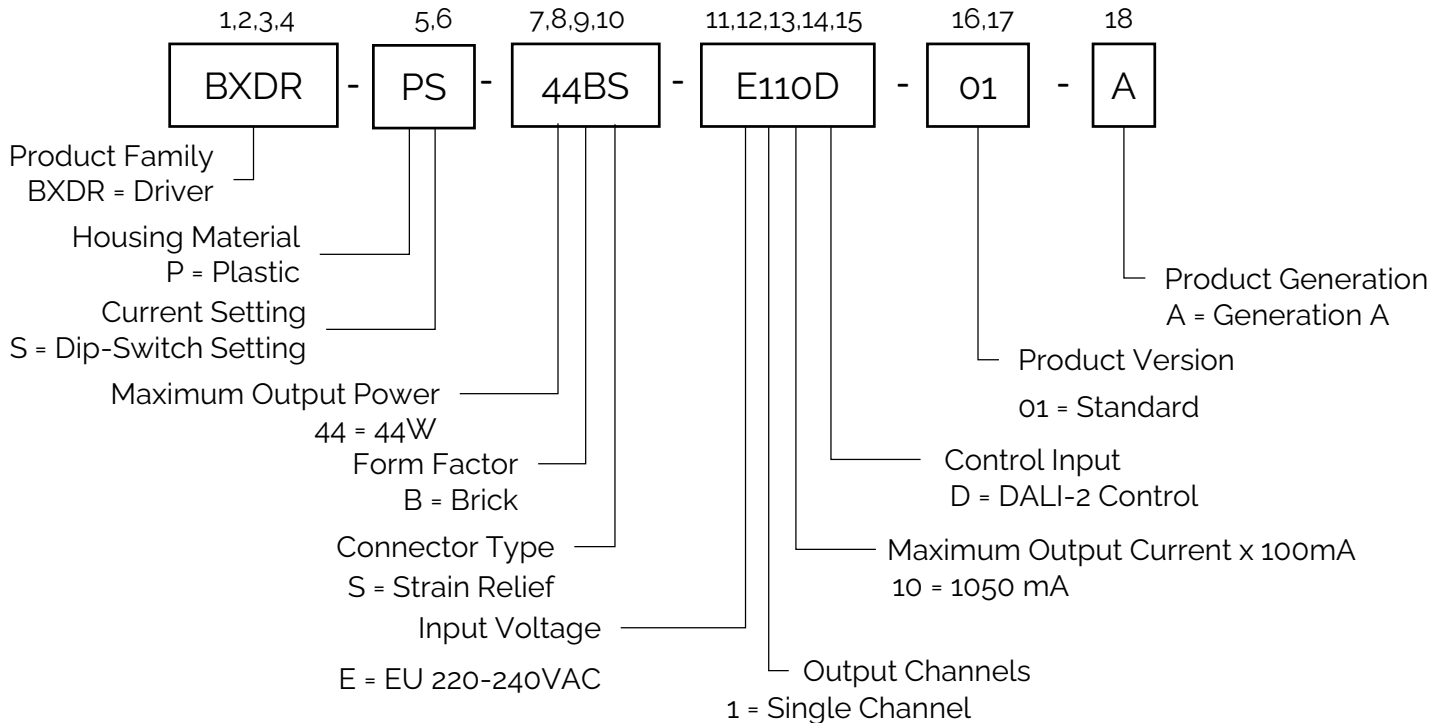 1,2,3,4 5,6 7,8,9,10 11,12,13,14,15 16,17 18
BXDR - PS - 44BS - E110D - 01 - A
Product Family
BXDR = Driver
Housing Material
P = Plastic
Current Setting
S = Dip-Switch Setting
Maximum Output Power
44 = 44W
Form Factor
B = Brick
Connector Type
S = Strain Relief
Input Voltage
E = EU 220-240VAC
Output Channels
1 = Single Channel
Maximum Output Current x 100mA
10 = 1050 mA
Control Input
D = DALI-2 Control
Product Version
01 = Standard
Product Generation
A = Generation A